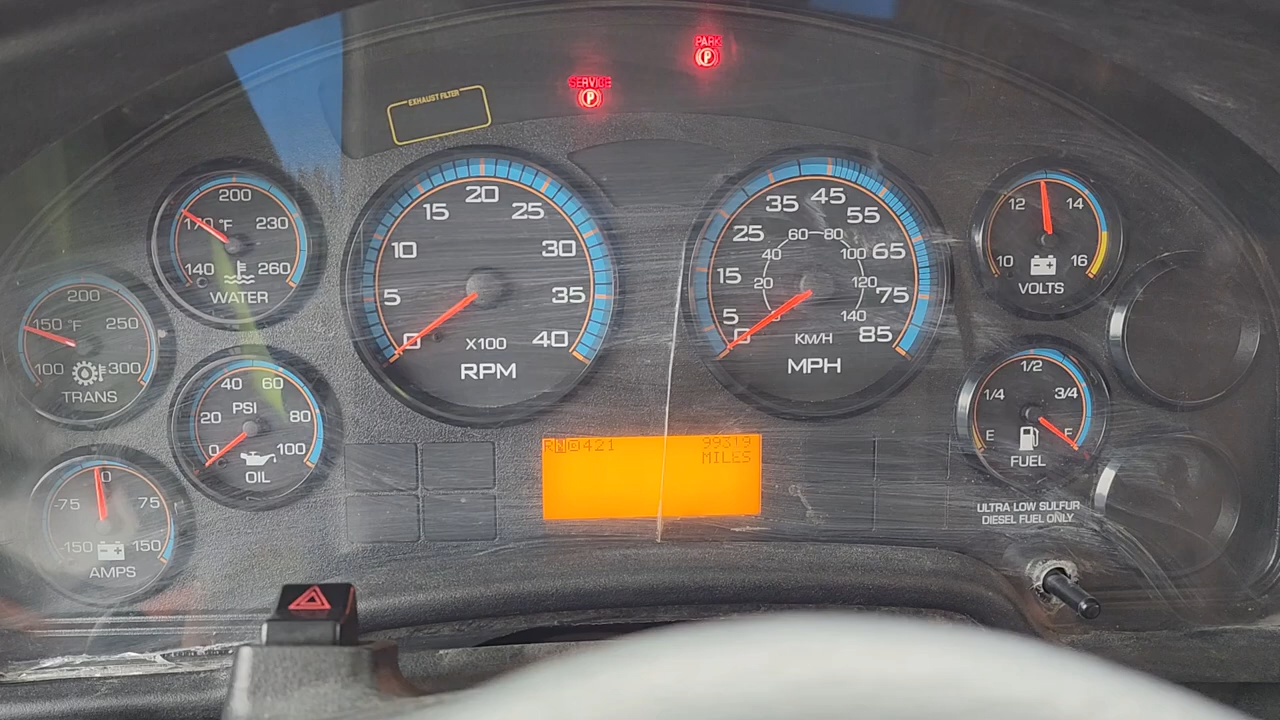 PARK
P
SERVICE
P
EXHAUST FILTER
200
170 °F
230
140
260
WATER
200
150 °F
250
100
300
TRANS
40 60
PSI
20
80
0
100
OIL
0
-75
75
-150
150
AMPS
20
15
25
10
30
5
35
0
40
X100
RPM
45
35
55
25
65
15
75
5
85
0
60 80
40
100
20
120
0
140
KM/H
MPH
12
14
10
16
VOLTS
1/2
1/4
3/4
E
F
FUEL
RN
421
99319
MILES
ULTRA LOW SULFUR
DIESEL FUEL ONLY